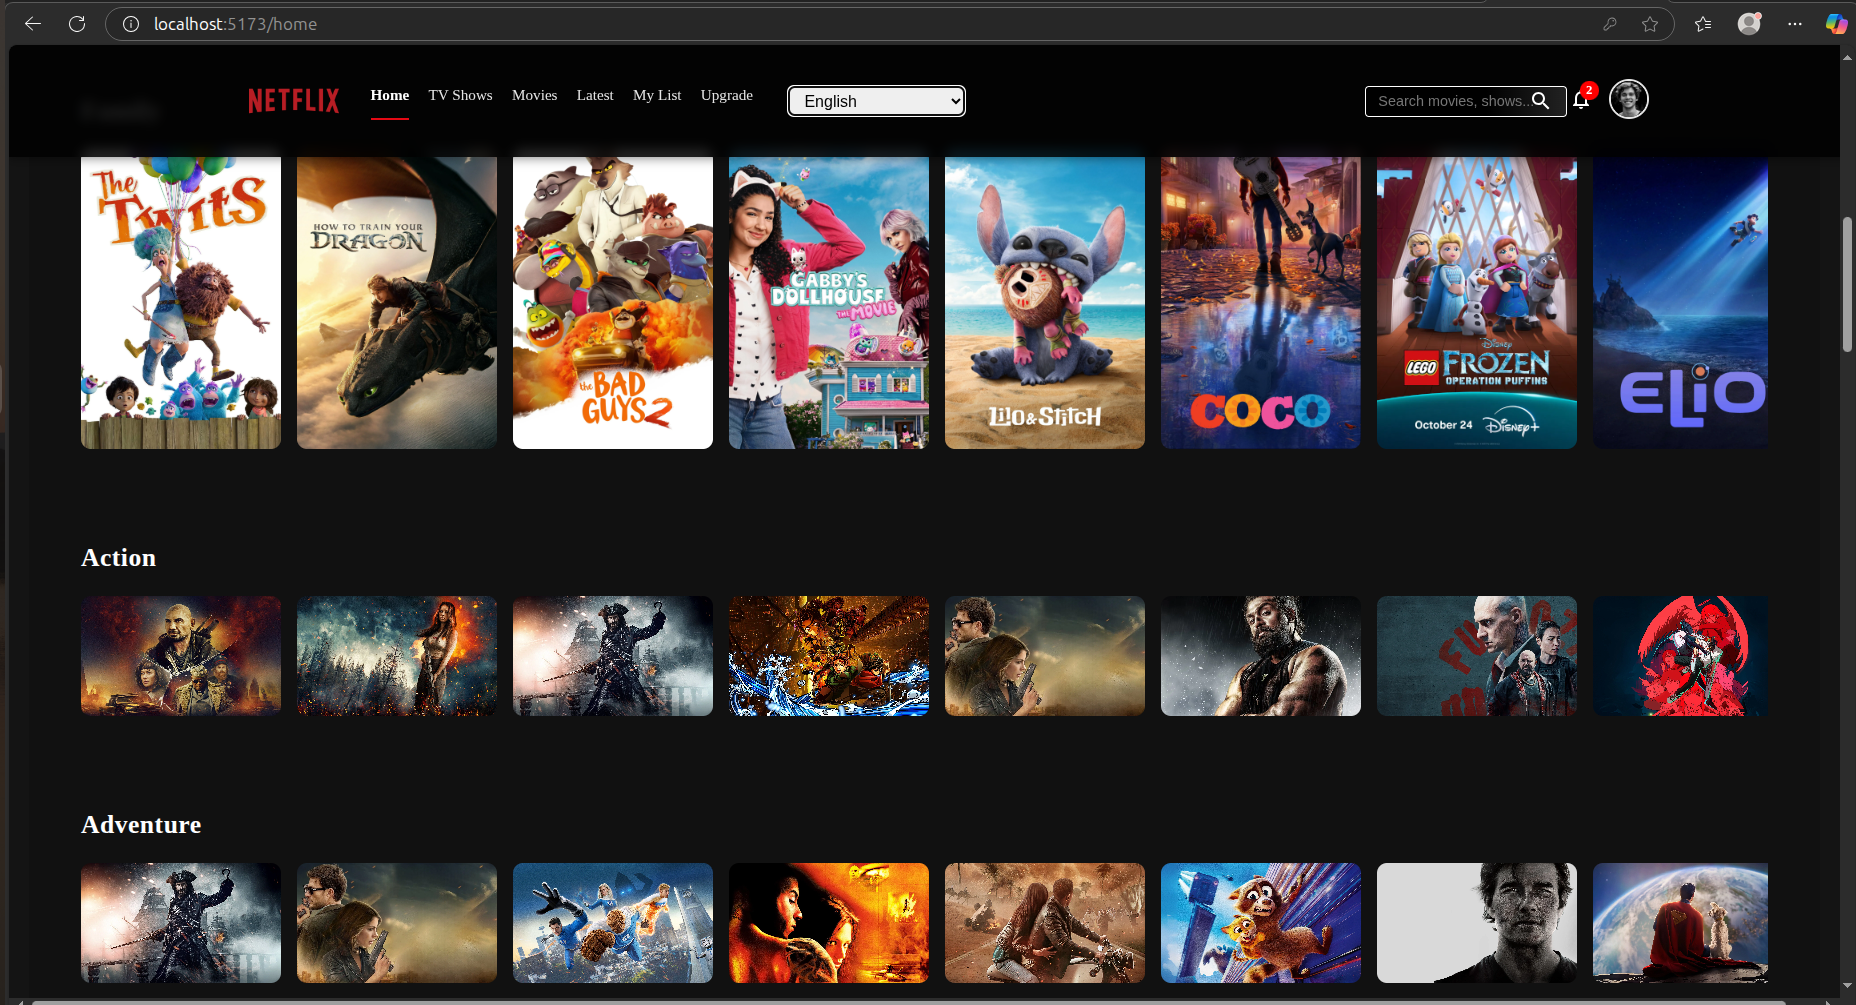 localhost:5173/home
NETFLIX
Home
TV Shows
Movies
Latest
My List
Upgrade
English
Search movies, shows...
2
The
Twits
HOW TO TRAIN YOUR
DRAGON
the
BAD
GUYS 2
GABBY'S
DOLLHOUSE
THE MOVIE
LiLO & STiTCH
COCO
Disney
LEGO FROZEN
OPERATION PUFFINS
October 24 Disney+
ELiO
Action
Adventure